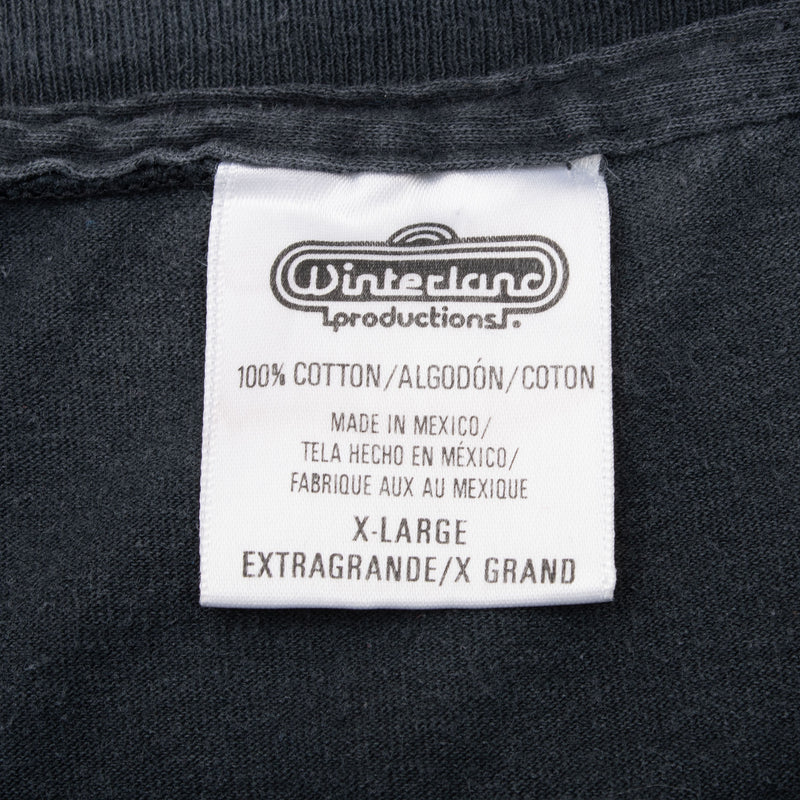 Winterland
productions.
100% COTTON/ALGODÓN/COTON
MADE IN MEXICO/
TELA HECHO EN MÉXICO/
FABRIQUE AUX AU MEXIQUE
X-LARGE
EXTRAGRANDE/X GRAND